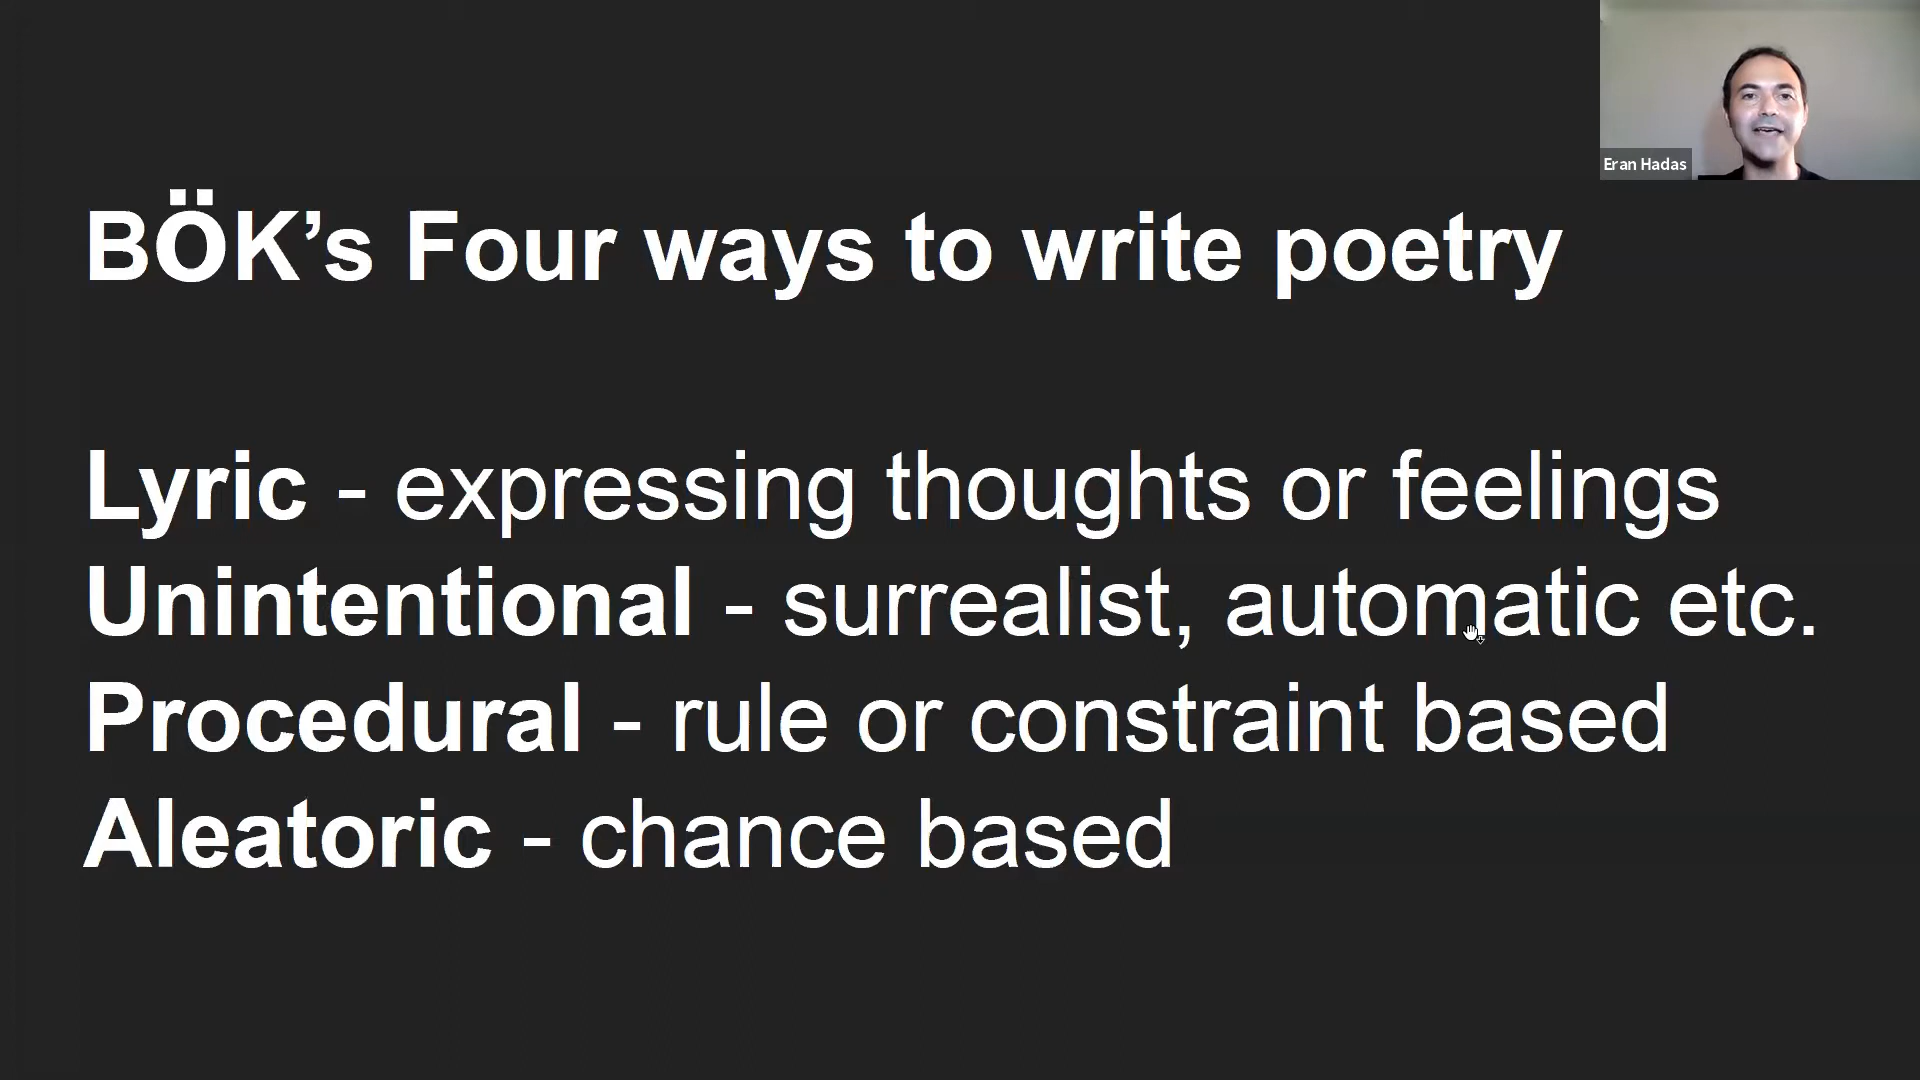 Eran Hadas
BÖK’s Four ways to write poetry
Lyric - expressing thoughts or feelings
Unintentional - surrealist, automatic etc.
Procedural - rule or constraint based
Aleatoric - chance based